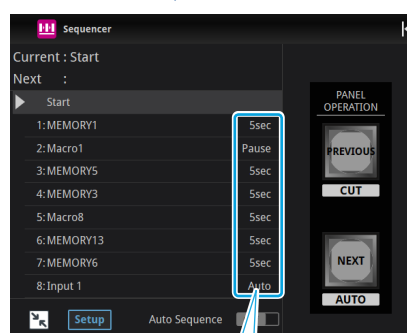 Sequencer
Current : Start
Next :
Start
1:MEMORY1 5sec
2:Macro1 Pause
3:MEMORY5 5sec
4:MEMORY3 5sec
5:Macro8 5sec
6:MEMORY13 5sec
7:MEMORY6 5sec
8:Input 1 Auto
Setup Auto Sequence
PANEL
OPERATION
PREVIOUS
CUT
NEXT
AUTO